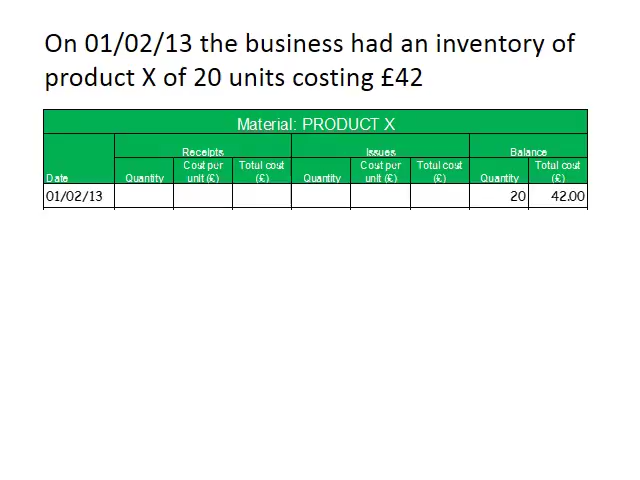 On 01/02/13 the business had an inventory of
product X of 20 units costing £42
Material: PRODUCT X
Receipts Issues Balance
Date Quantity Cost per unit (£) Total cost (£) Quantity Cost per unit (£) Total cost (£) Quantity Total cost (£)
01/02/13 20 42.00